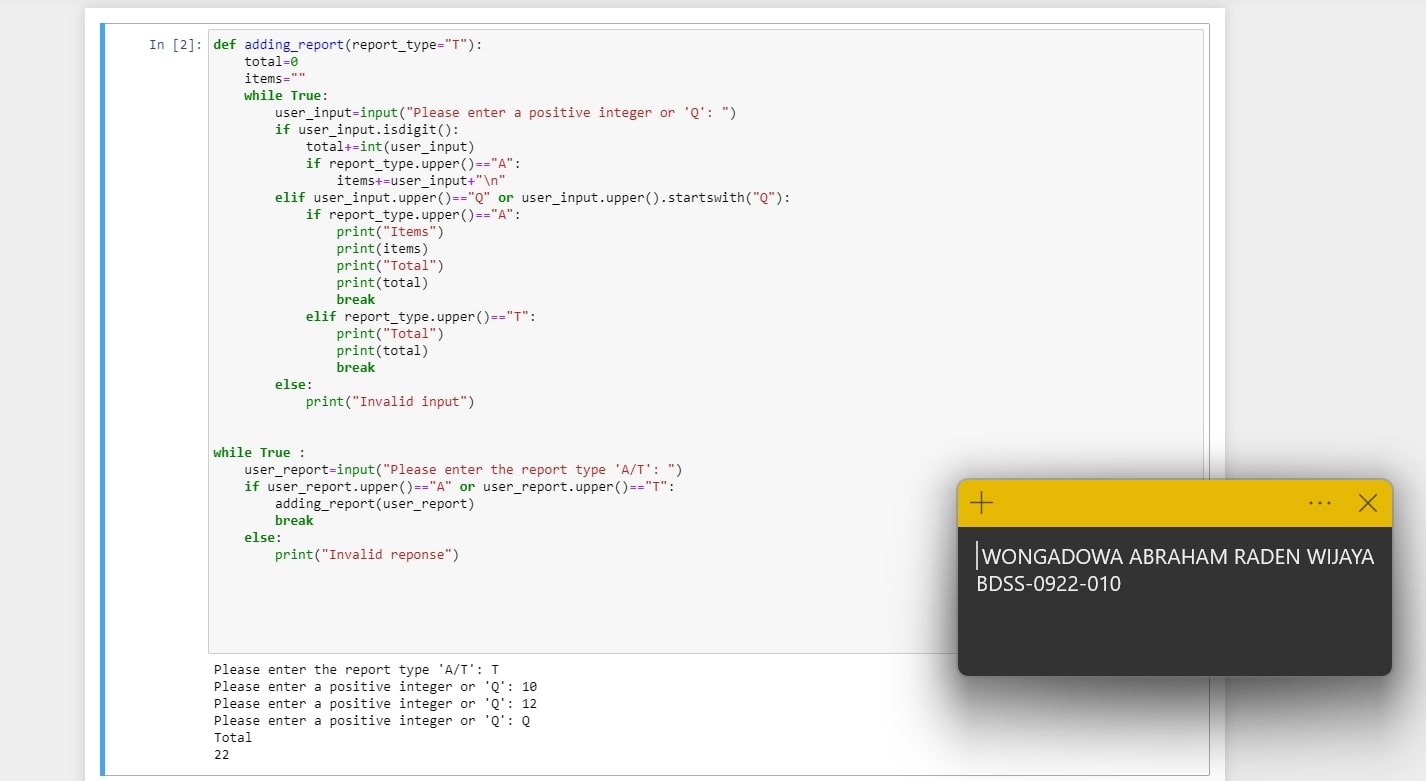 In [2]: def adding_report(report_type="T"):
    total=0
    items=""
    while True:
        user_input=input("Please enter a positive integer or 'Q': ")
        if user_input.isdigit():
            total+=int(user_input)
            if report_type.upper()=="A":
                items+=user_input+"\n"
        elif user_input.upper()=="Q" or user_input.upper().startswith("Q"):
            if report_type.upper()=="A":
                print("Items")
                print(items)
                print("Total")
                print(total)
                break
            elif report_type.upper()=="T":
                print("Total")
                print(total)
                break
        else:
            print("Invalid input")
while True :
    user_report=input("Please enter the report type 'A/T': ")
    if user_report.upper()=="A" or user_report.upper()=="T":
        adding_report(user_report)
        break
    else:
        print("Invalid reponse")
WONGADOWA ABRAHAM RADEN WIJAYA
BDSS-0922-010
Please enter the report type 'A/T': T
Please enter a positive integer or 'Q': 10
Please enter a positive integer or 'Q': 12
Please enter a positive integer or 'Q': Q
Total
22